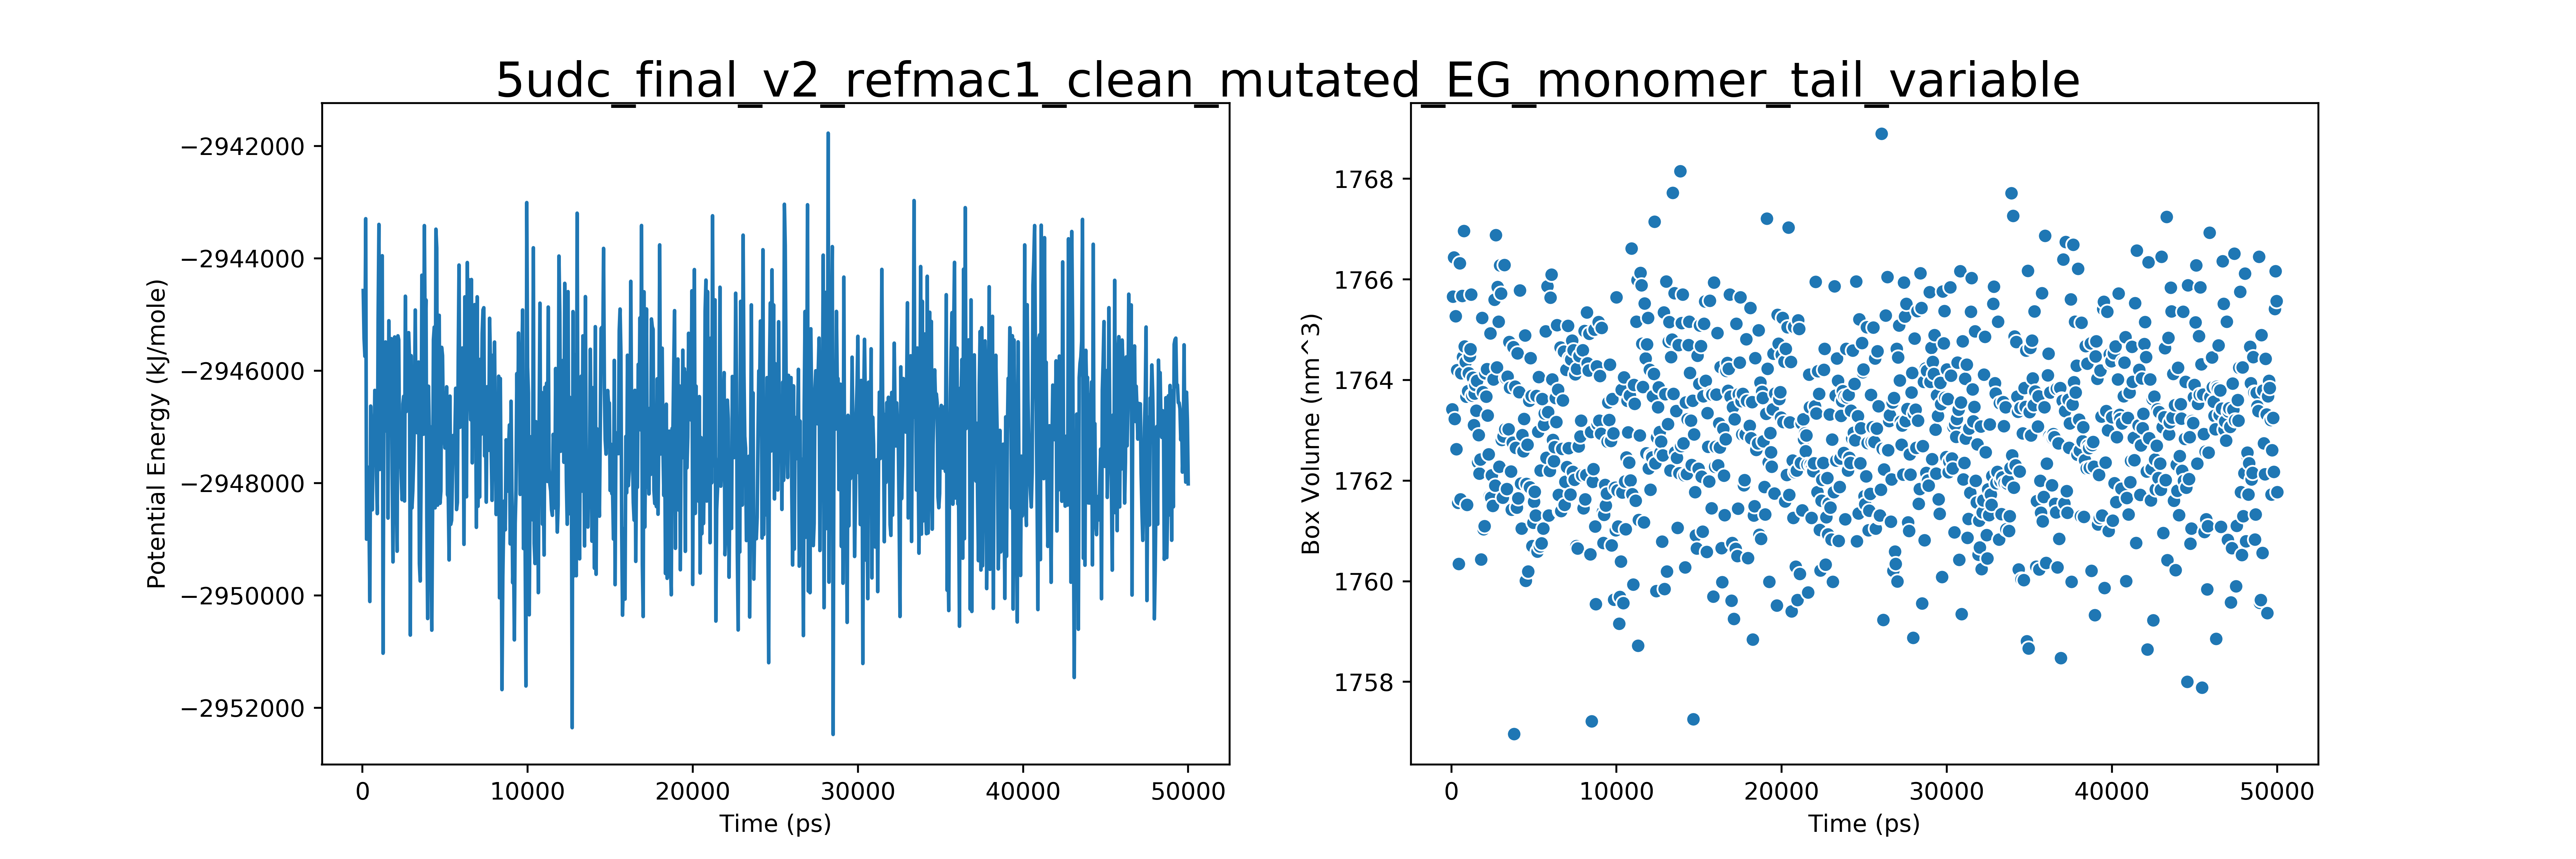 5udc_final_v2_refmac1_clean_mutated_EG_monomer_tail_variable
Potential Energy (kJ/mole)
−2942000
−2944000
−2946000
−2948000
−2950000
−2952000
0 10000 20000 30000 40000 50000
Time (ps)
Box Volume (nm^3)
1768
1766
1764
1762
1760
1758
0 10000 20000 30000 40000 50000
Time (ps)